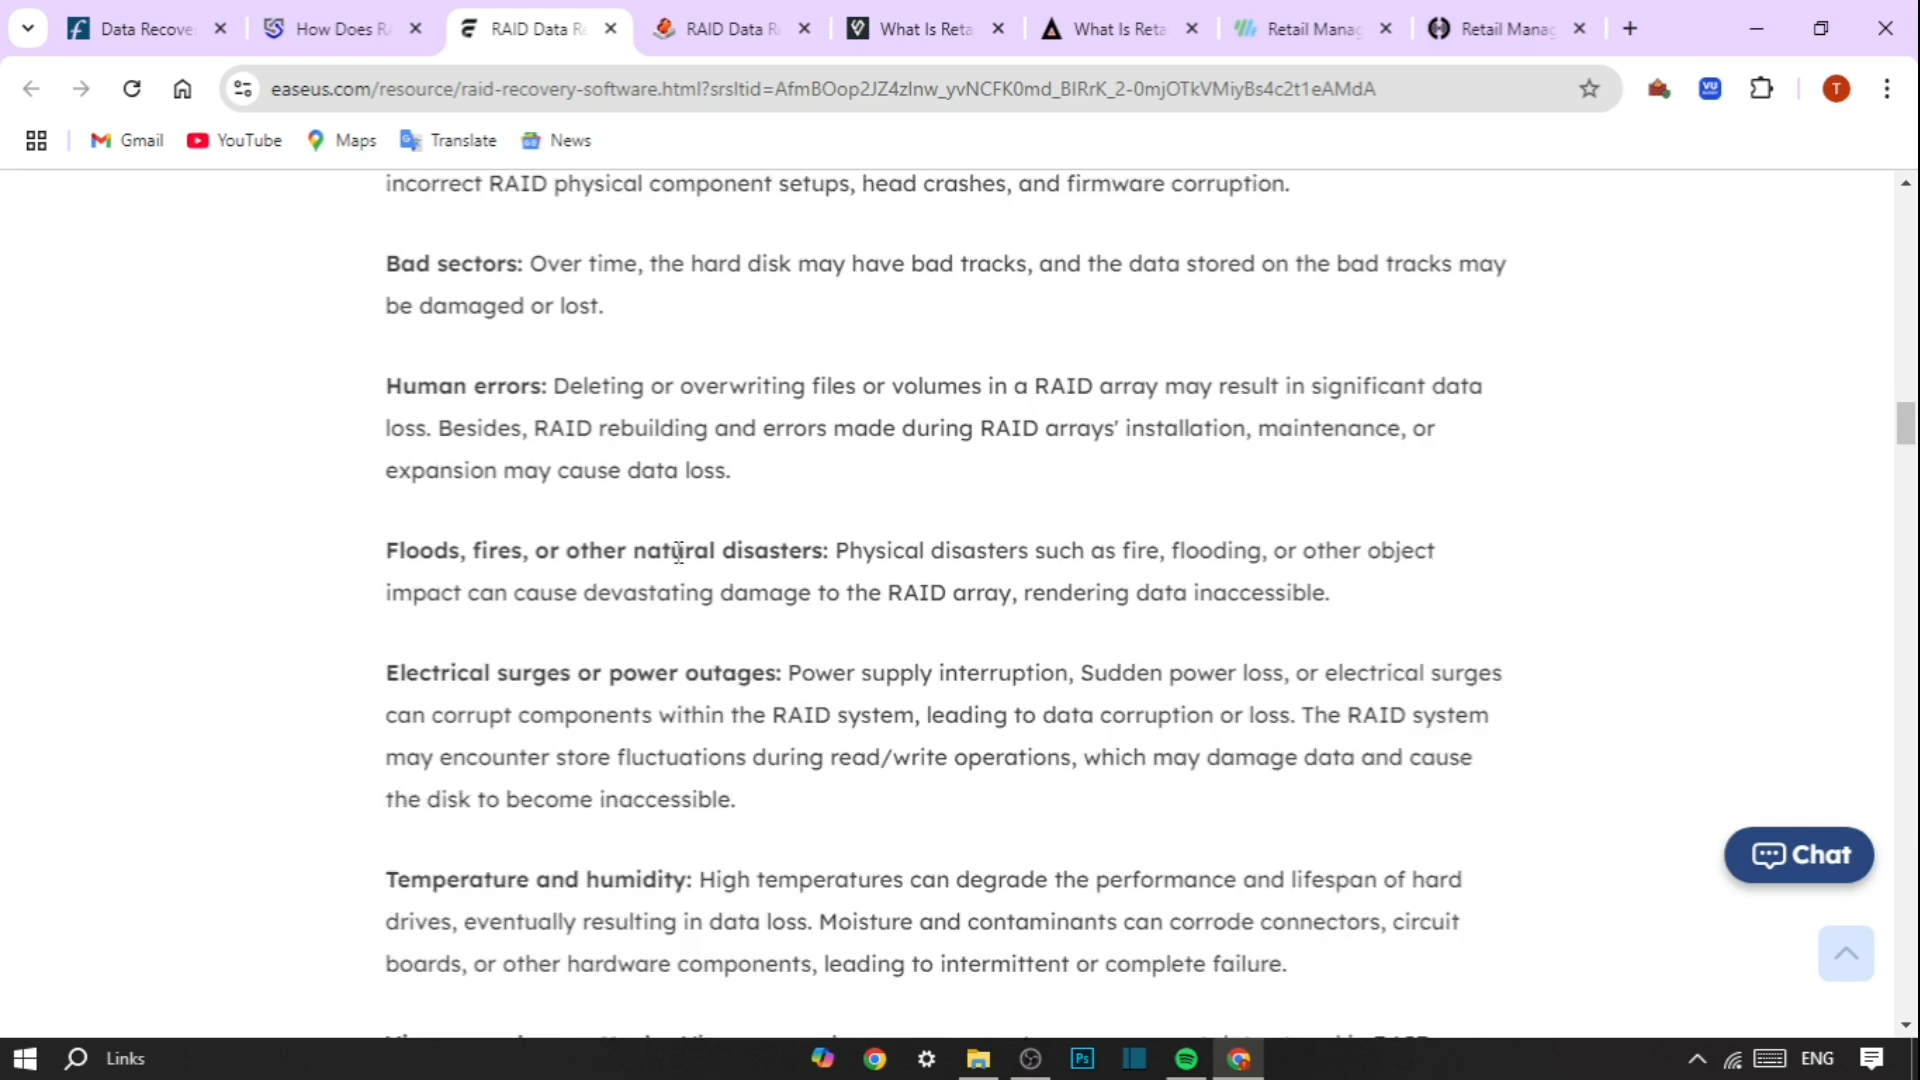 Data Recove
How Does R
RAID Data Re
RAID Data R
What Is Reta
What Is Reta
Retail Manag
Retail Manag
easeus.com/resource/raid-recovery-software.html?srsltid=AfmBOop2JZ4zInw_yvNCFK0md_BIRrK_2-0mjOTkVMiyBs4c2t1eAMdA
VU
T
Gmail
YouTube
Maps
Translate
News
incorrect RAID physical component setups, head crashes, and firmware corruption.
Bad sectors: Over time, the hard disk may have bad tracks, and the data stored on the bad tracks may
be damaged or lost.
Human errors: Deleting or overwriting files or volumes in a RAID array may result in significant data
loss. Besides, RAID rebuilding and errors made during RAID arrays' installation, maintenance, or
expansion may cause data loss.
Floods, fires, or other natural disasters: Physical disasters such as fire, flooding, or other object
impact can cause devastating damage to the RAID array, rendering data inaccessible.
Electrical surges or power outages: Power supply interruption, Sudden power loss, or electrical surges
can corrupt components within the RAID system, leading to data corruption or loss. The RAID system
may encounter store fluctuations during read/write operations, which may damage data and cause
the disk to become inaccessible.
Chat
Temperature and humidity: High temperatures can degrade the performance and lifespan of hard
drives, eventually resulting in data loss. Moisture and contaminants can corrode connectors, circuit
boards, or other hardware components, leading to intermittent or complete failure.
Links
Ps
ENG